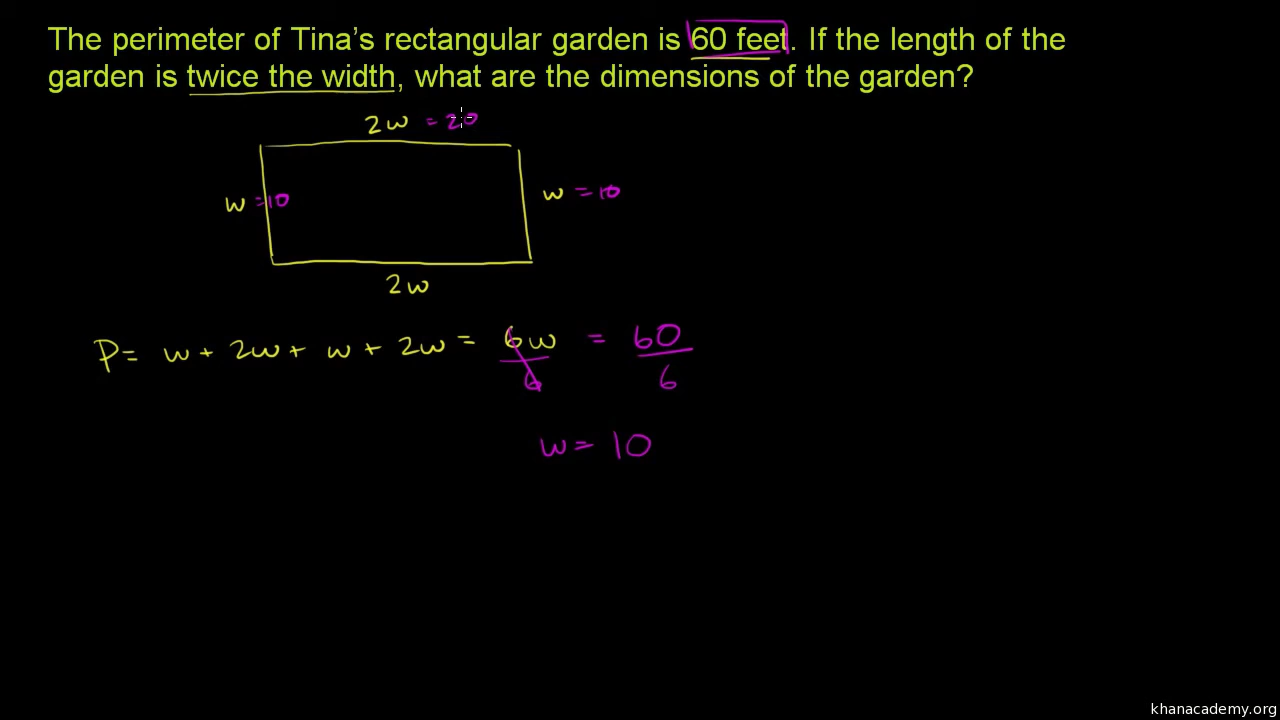 The perimeter of Tina's rectangular garden is 60 feet. If the length of the
garden is twice the width, what are the dimensions of the garden?
2w = 20
w = 10
w = 10
2w
P = w + 2w + w + 2w = 6w = 60
6 6
w = 10
khanacademy.org